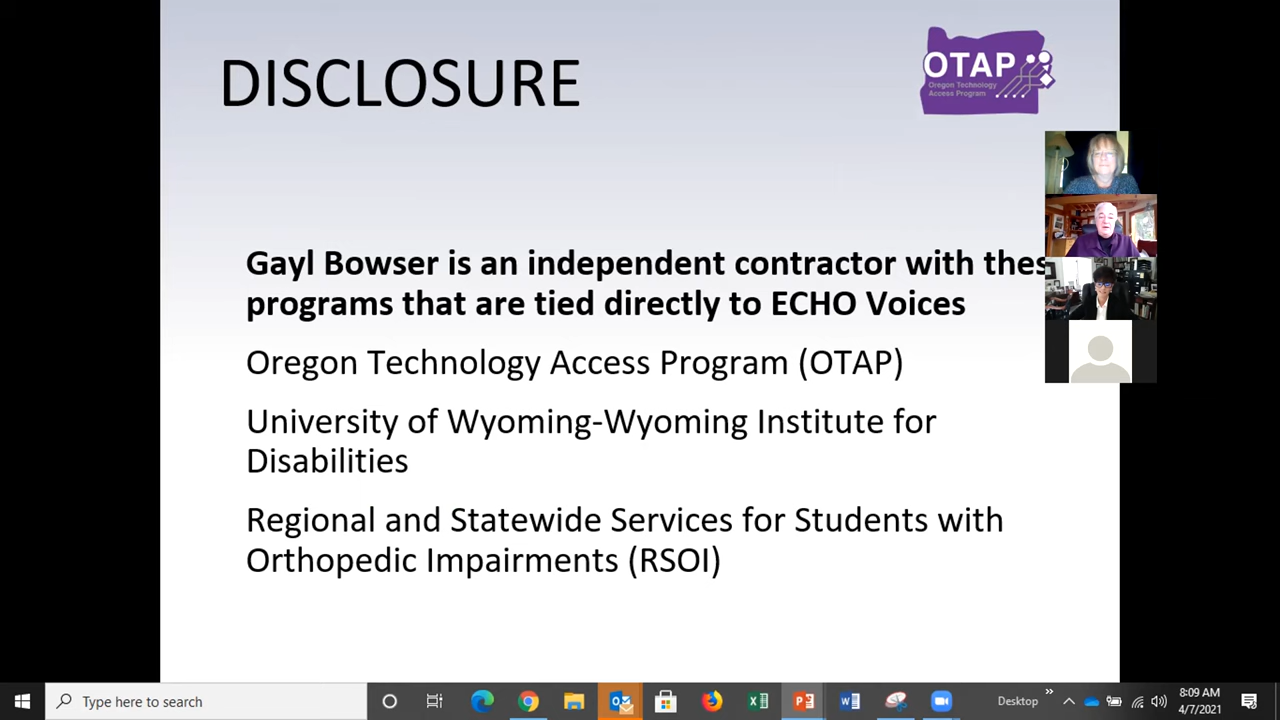 DISCLOSURE
OTAP
Oregon Technology
Access Program
Gayl Bowser is an independent contractor with thes
programs that are tied directly to ECHO Voices
Oregon Technology Access Program (OTAP)
University of Wyoming-Wyoming Institute for
Disabilities
Regional and Statewide Services for Students with
Orthopedic Impairments (RSOI)
Type here to search
Desktop
8:09 AM
4/7/2021